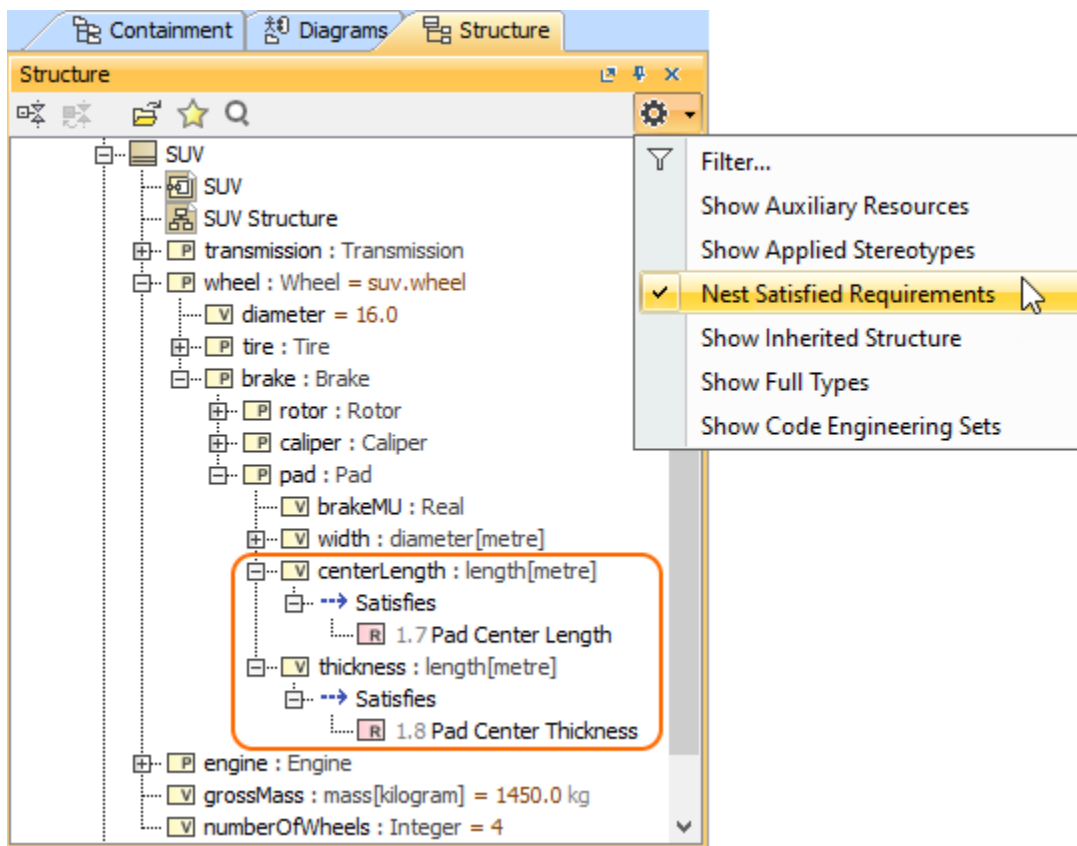 Containment Diagrams Structure
Structure
SUV
SUV
SUV Structure
P transmission : Transmission
P wheel : Wheel = suv.wheel
V diameter = 16.0
P tire : Tire
P brake : Brake
P rotor : Rotor
P caliper : Caliper
P pad : Pad
V brakeMU : Real
V width : diameter[metre]
V centerLength : length[metre]
Satisfies
R 1.7 Pad Center Length
V thickness : length[metre]
Satisfies
R 1.8 Pad Center Thickness
P engine : Engine
V grossMass : mass[kilogram] = 1450.0 kg
V numberOfWheels : Integer = 4
Filter...
Show Auxiliary Resources
Show Applied Stereotypes
Nest Satisfied Requirements
Show Inherited Structure
Show Full Types
Show Code Engineering Sets